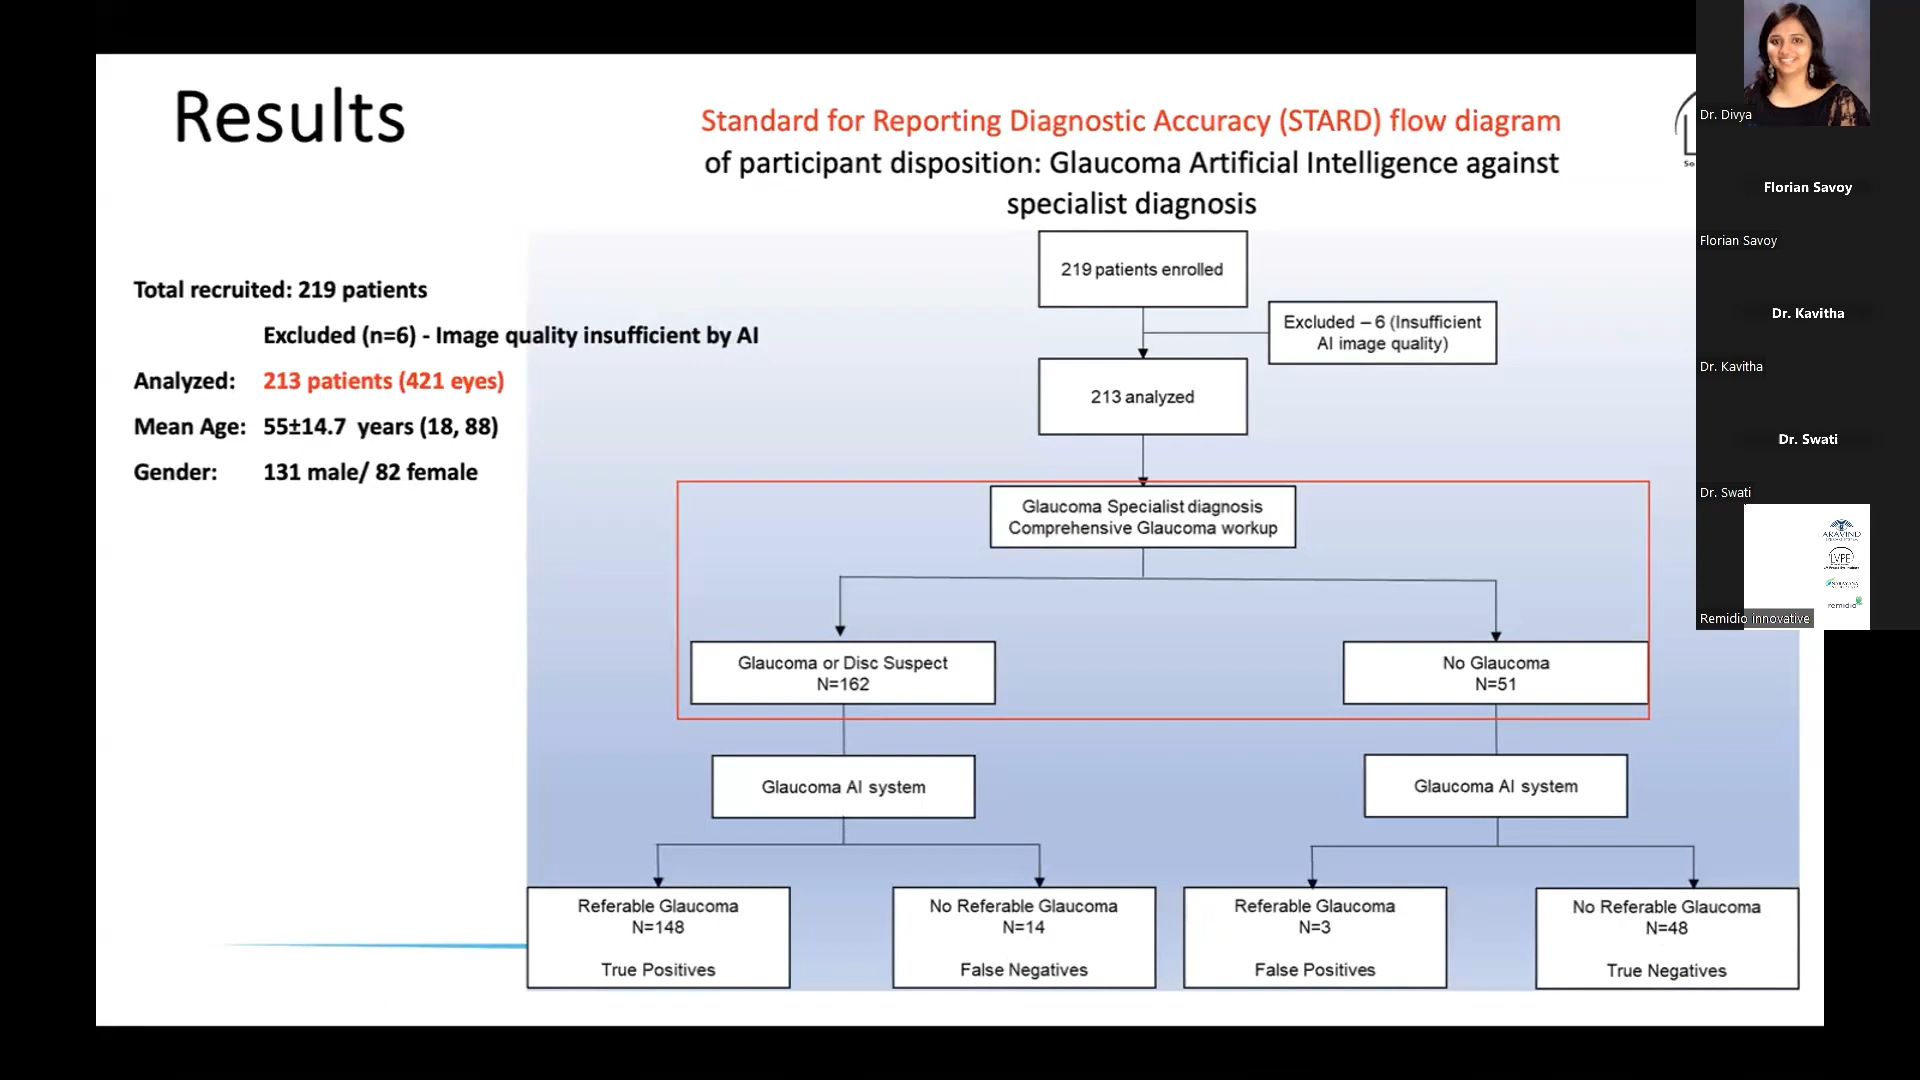 Results
Standard for Reporting Diagnostic Accuracy (STARD) flow diagram
of participant disposition: Glaucoma Artificial Intelligence against
specialist diagnosis
Total recruited: 219 patients
Excluded (n=6) - Image quality insufficient by AI
Analyzed: 213 patients (421 eyes)
Mean Age: 55±14.7 years (18, 88)
Gender: 131 male/ 82 female
219 patients enrolled
Excluded – 6 (Insufficient
AI image quality)
213 analyzed
Glaucoma Specialist diagnosis
Comprehensive Glaucoma workup
Glaucoma or Disc Suspect
N=162
No Glaucoma
N=51
Glaucoma AI system
Glaucoma AI system
Referable Glaucoma
N=148
True Positives
No Referable Glaucoma
N=14
False Negatives
Referable Glaucoma
N=3
False Positives
No Referable Glaucoma
N=48
True Negatives
So
Dr. Divya
Florian Savoy
Florian Savoy
Dr. Kavitha
Dr. Kavitha
Dr. Swati
Dr. Swati
ARAVIND
LVPE
remidio
Remidio innovative